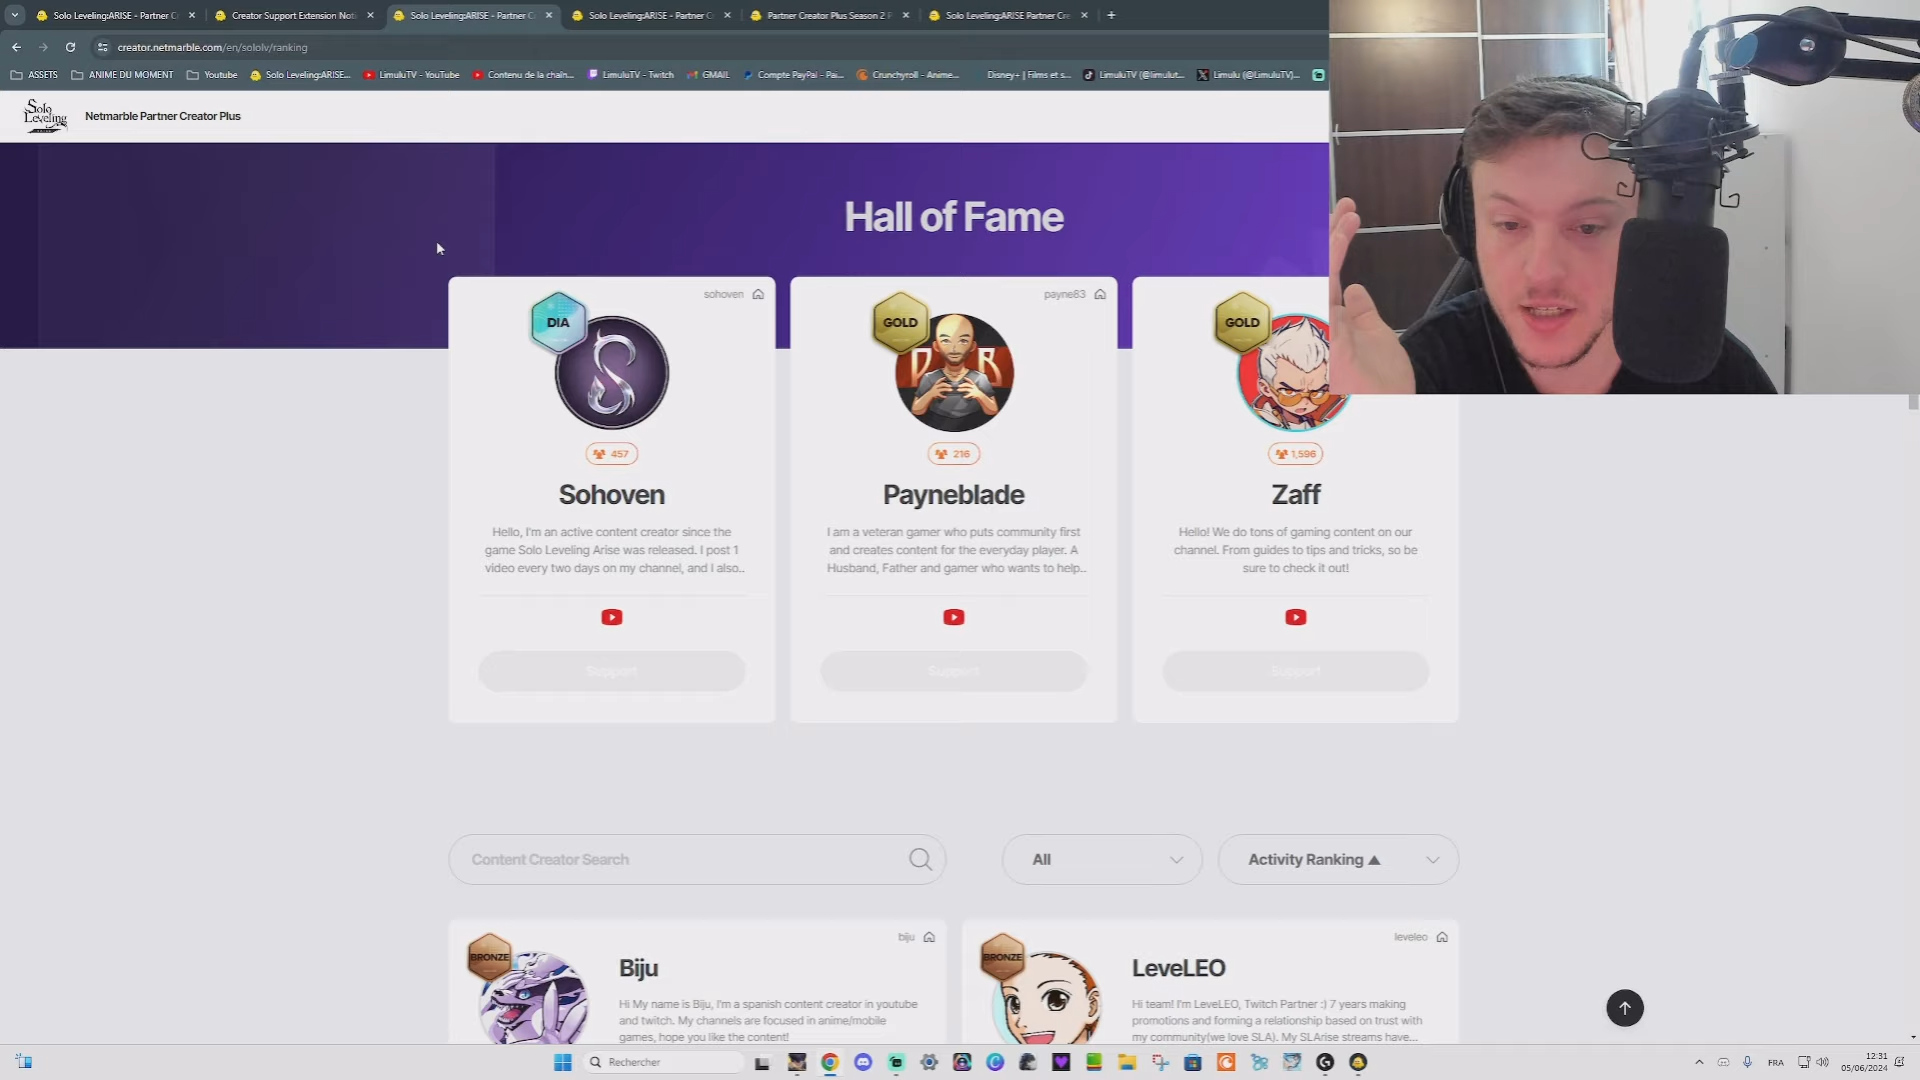 Solo Leveling:ARISE - Partner C
Creator Support Extension Noti
Solo Leveling:ARISE - Partner C
Solo Leveling:ARISE - Partner C
Partner Creator Plus Season 2
Solo Leveling:ARISE Partner Cre
creator.netmarble.com/en/sololv/ranking
ASSETS
ANIME DU MOMENT
Youtube
Solo Leveling:ARISE...
LimuluTV - YouTube
Contenu de la chaîn...
LimuluTV - Twitch
GMAIL
Compte PayPal - Pai...
Crunchyroll - Anime...
Disney+ | Films et s...
LimuluTV (@limulut...
Limulu (@LimuluTV)...
Solo Leveling
Netmarble Partner Creator Plus
Hall of Fame
sohoven
DIA
457
Sohoven
Hello, I'm an active content creator since the
game Solo Leveling Arise was released. I post 1
video every two days on my channel, and I also..
Support
payne83
GOLD
216
Payneblade
I am a veteran gamer who puts community first
and creates content for the everyday player. A
Husband, Father and gamer who wants to help..
Support
GOLD
1,596
Zaff
Hello! We do tons of gaming content on our
channel. From guides to tips and tricks, so be
sure to check it out!
Support
Content Creator Search
All
Activity Ranking ▲
biju
BRONZE
Biju
Hi My name is Biju, I'm a spanish content creator in youtube
and twitch. My channels are focused in anime/mobile
games, hope you like the content!
leveleo
BRONZE
LeveLEO
Hi team! I'm LeveLEO, Twitch Partner :) 7 years making
promotions and forming a relationship based on trust with
my community(we love SLA). My SLArise streams have...
Rechercher
FRA
12:31
05/06/2024